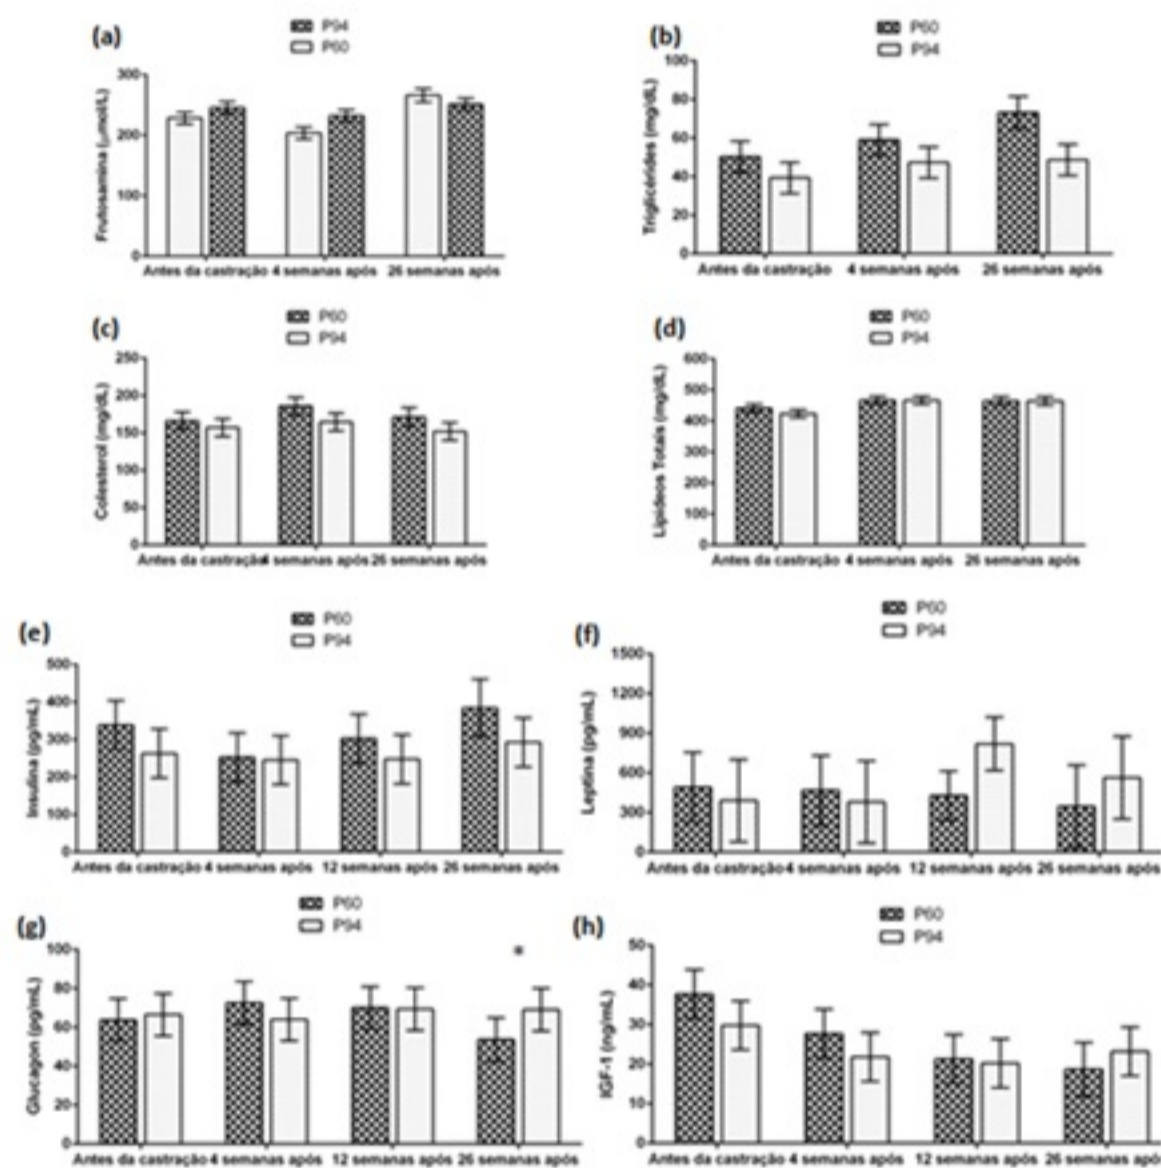 (a)
P94
P60
Frutosamina (µmol/L)
300
200
100
0
Antes da castração 4 semanas após 26 semanas após
(b)
P60
P94
Triglicérides (mg/dL)
100
80
60
40
20
0
Antes da castração 4 semanas após 26 semanas após
(c)
P60
P94
Colesterol (mg/dL)
250
200
150
100
50
0
Antes da castração 4 semanas após 26 semanas após
(d)
P60
P94
Lipídeos Totais (mg/dL)
600
500
400
300
200
100
0
Antes da castração 4 semanas após 26 semanas após
(e)
P60
P94
Insulina (pg/mL)
500
400
300
200
100
0
Antes da castração 4 semanas após 12 semanas após 26 semanas após
(f)
P60
P94
Leptina (pg/mL)
1500
1200
900
600
300
0
Antes da castração 4 semanas após 12 semanas após 26 semanas após
(g)
P60
P94
Glucagon (pg/mL)
100
80
60
40
20
0
*
Antes da castração 4 semanas após 12 semanas após 26 semanas após
(h)
P60
P94
IGF-1 (ng/mL)
50
40
30
20
10
0
Antes da castração 4 semanas após 12 semanas após 26 semanas após